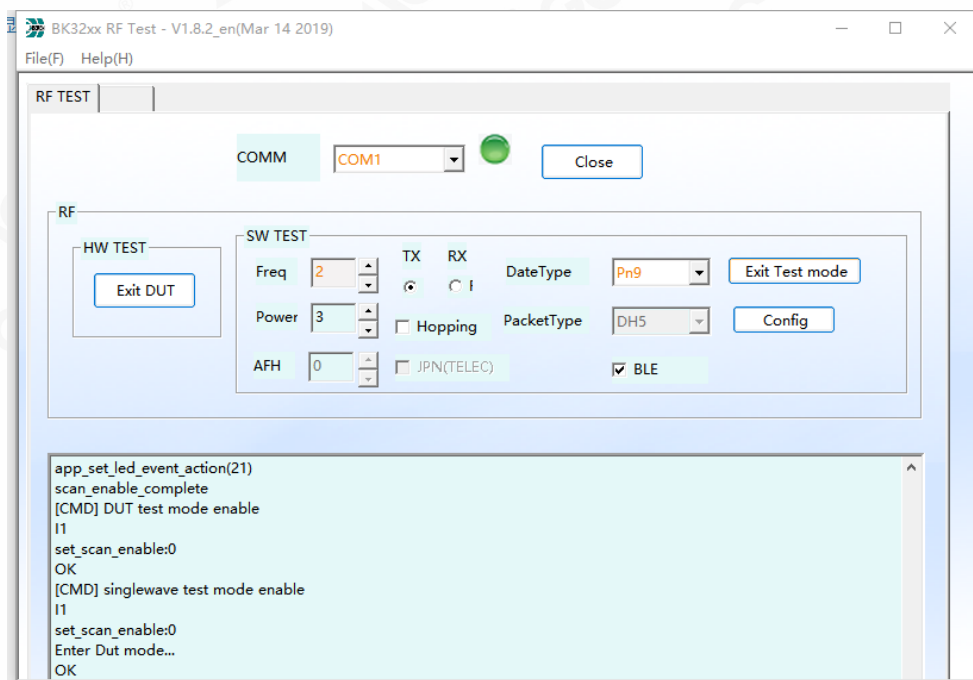 BK32xx RF Test - V1.8.2_en(Mar 14 2019)
File(F) Help(H)
RF TEST
COMM COM1 Close
RF
HW TEST
Exit DUT
SW TEST
Freq 2 TX RX DateType Pn9 Exit Test mode
Power 3 Hopping PacketType DH5 Config
AFH 0 JPN(TELEC) BLE
app_set_led_event_action(21)
scan_enable_complete
[CMD] DUT test mode enable
I1
set_scan_enable:0
OK
[CMD] singlewave test mode enable
I1
set_scan_enable:0
Enter Dut mode...
OK